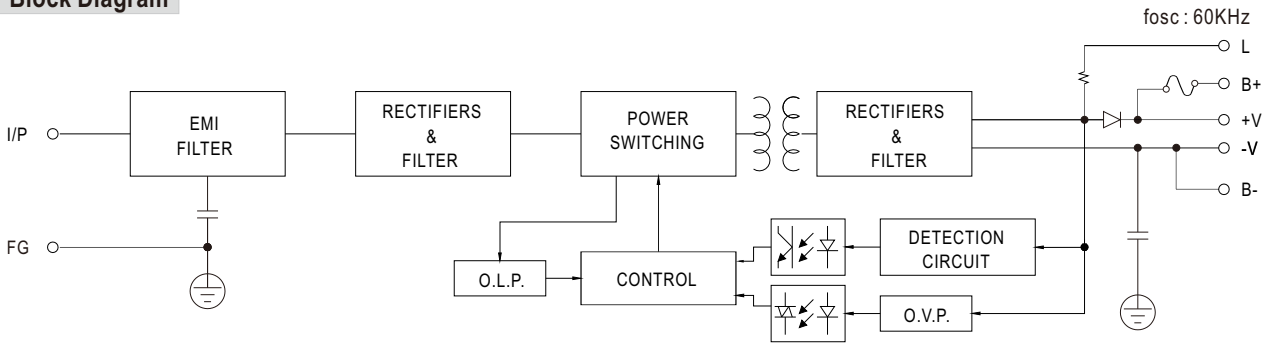 Block Diagram
fosc : 60KHz
L
B+
+V
-V
B-
I/P
FG
EMI
FILTER
RECTIFIERS
&
FILTER
POWER
SWITCHING
RECTIFIERS
&
FILTER
O.L.P.
CONTROL
DETECTION
CIRCUIT
O.V.P.